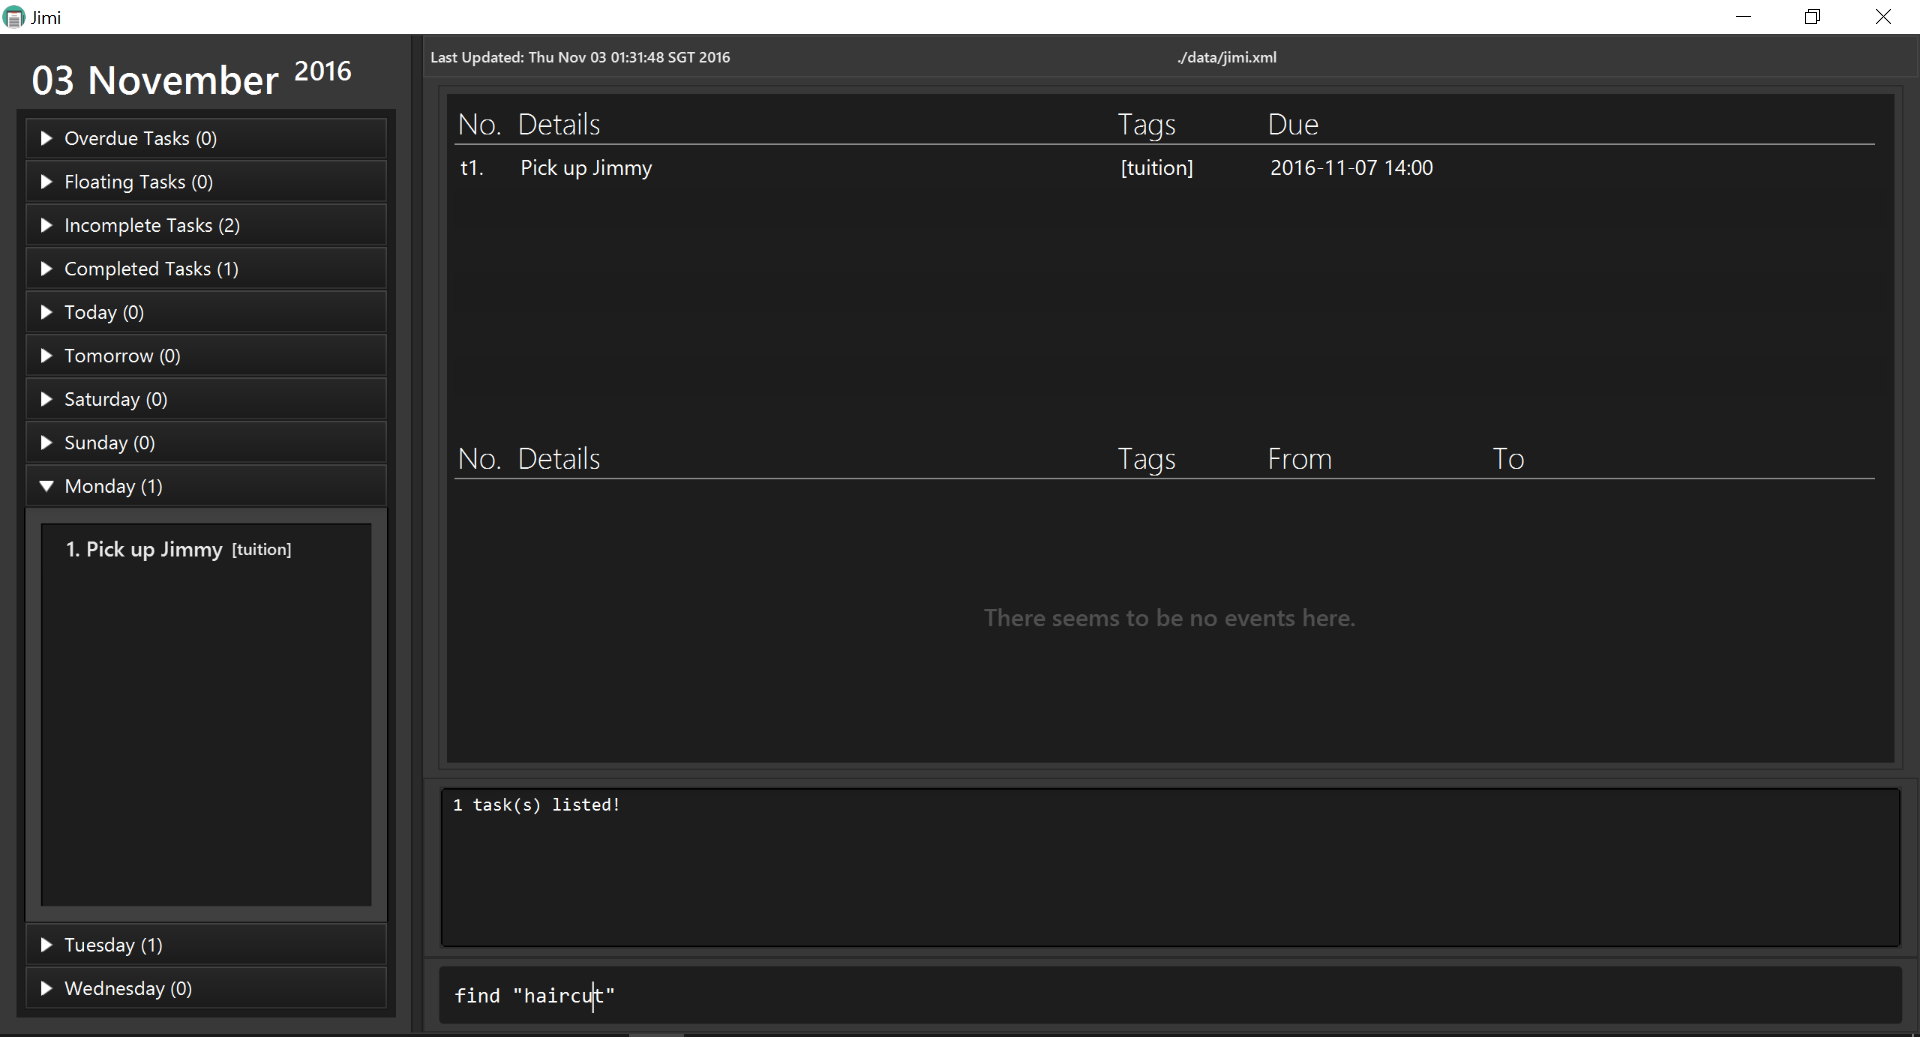 Jimi
03 November 2016
Overdue Tasks (0)
Floating Tasks (0)
Incomplete Tasks (2)
Completed Tasks (1)
Today (0)
Tomorrow (0)
Saturday (0)
Sunday (0)
Monday (1)
1. Pick up Jimmy [tuition]
Tuesday (1)
Wednesday (0)
Last Updated: Thu Nov 03 01:31:48 SGT 2016 ./data/jimi.xml
No. Details Tags Due
t1. Pick up Jimmy [tuition] 2016-11-07 14:00
No. Details Tags From To
There seems to be no events here.
1 task(s) listed!
find "haircut"